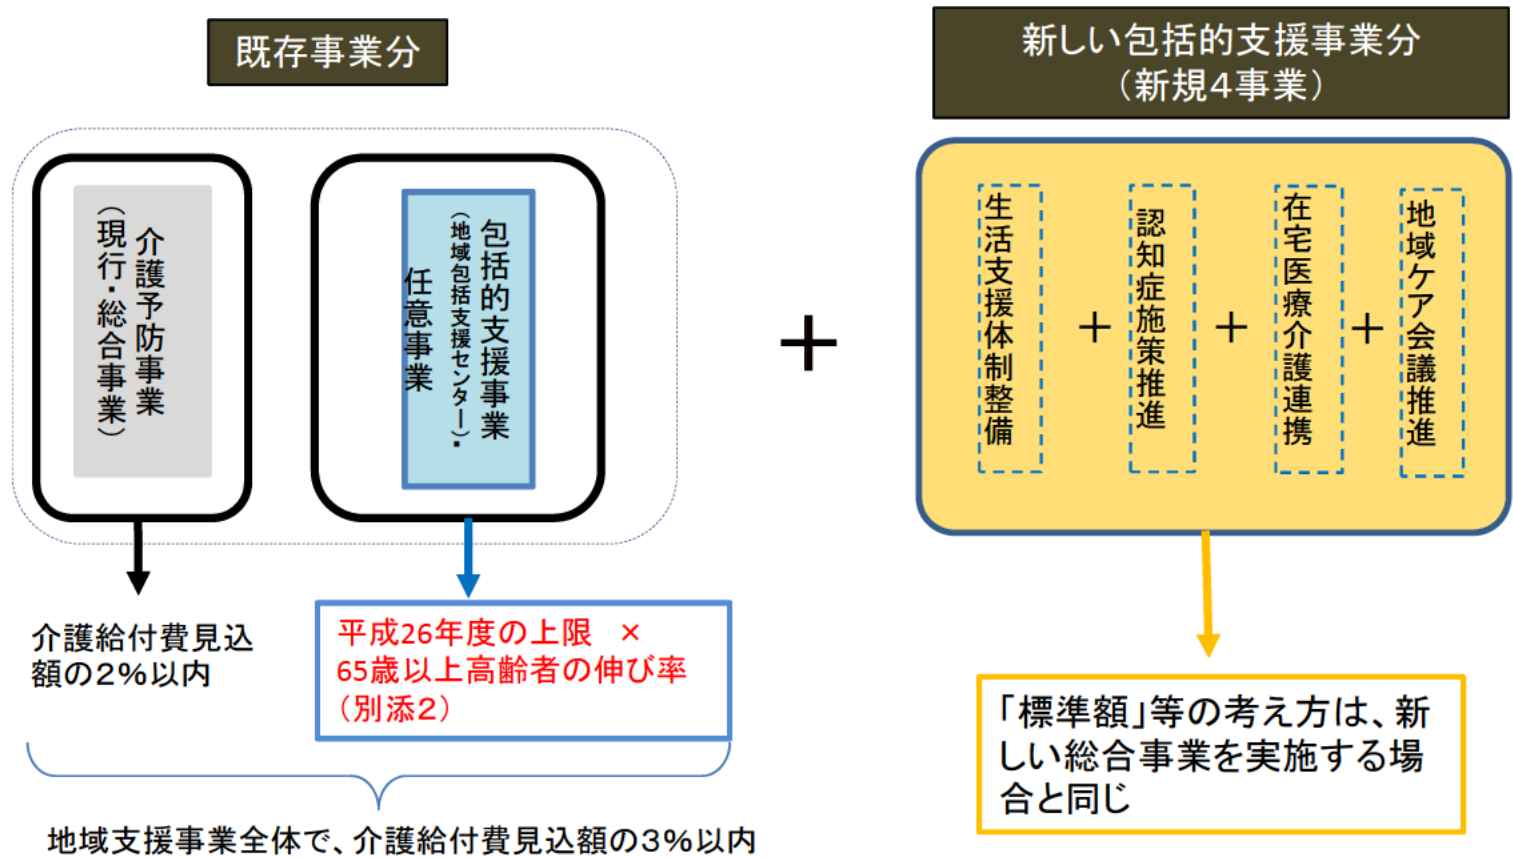 既存事業分
新しい包括的支援事業分
（新規４事業）
介護予防事業
（現行・総合事業）
包括的支援事業
（地域包括支援センター）・
任意事業
＋
生活支援体制整備
＋
認知症施策推進
＋
在宅医療介護連携
＋
地域ケア会議推進
介護給付費見込
額の２％以内
平成26年度の上限　×
65歳以上高齢者の伸び率
（別添２）
「標準額」等の考え方は、新
しい総合事業を実施する場
合と同じ
地域支援事業全体で、介護給付費見込額の３％以内